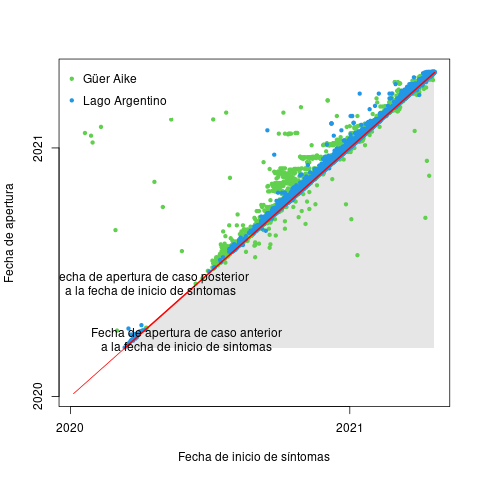 Güer Aike
Lago Argentino
2021
Fecha de apertura
echa de apertura de caso posterior
a la fecha de inicio de síntomas
Fecha de apertura de caso anterior
a la fecha de inicio de síntomas
2020
2020
2021
Fecha de inicio de síntomas